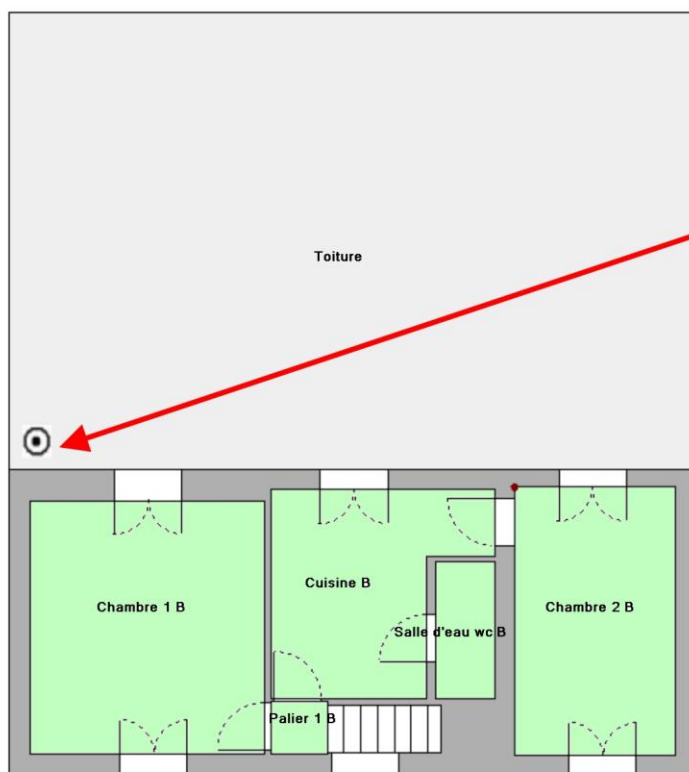 Toiture
Cuisine B
Chambre 1 B
Chambre 2 B
Salle d'eau wc B
Palier 1 B